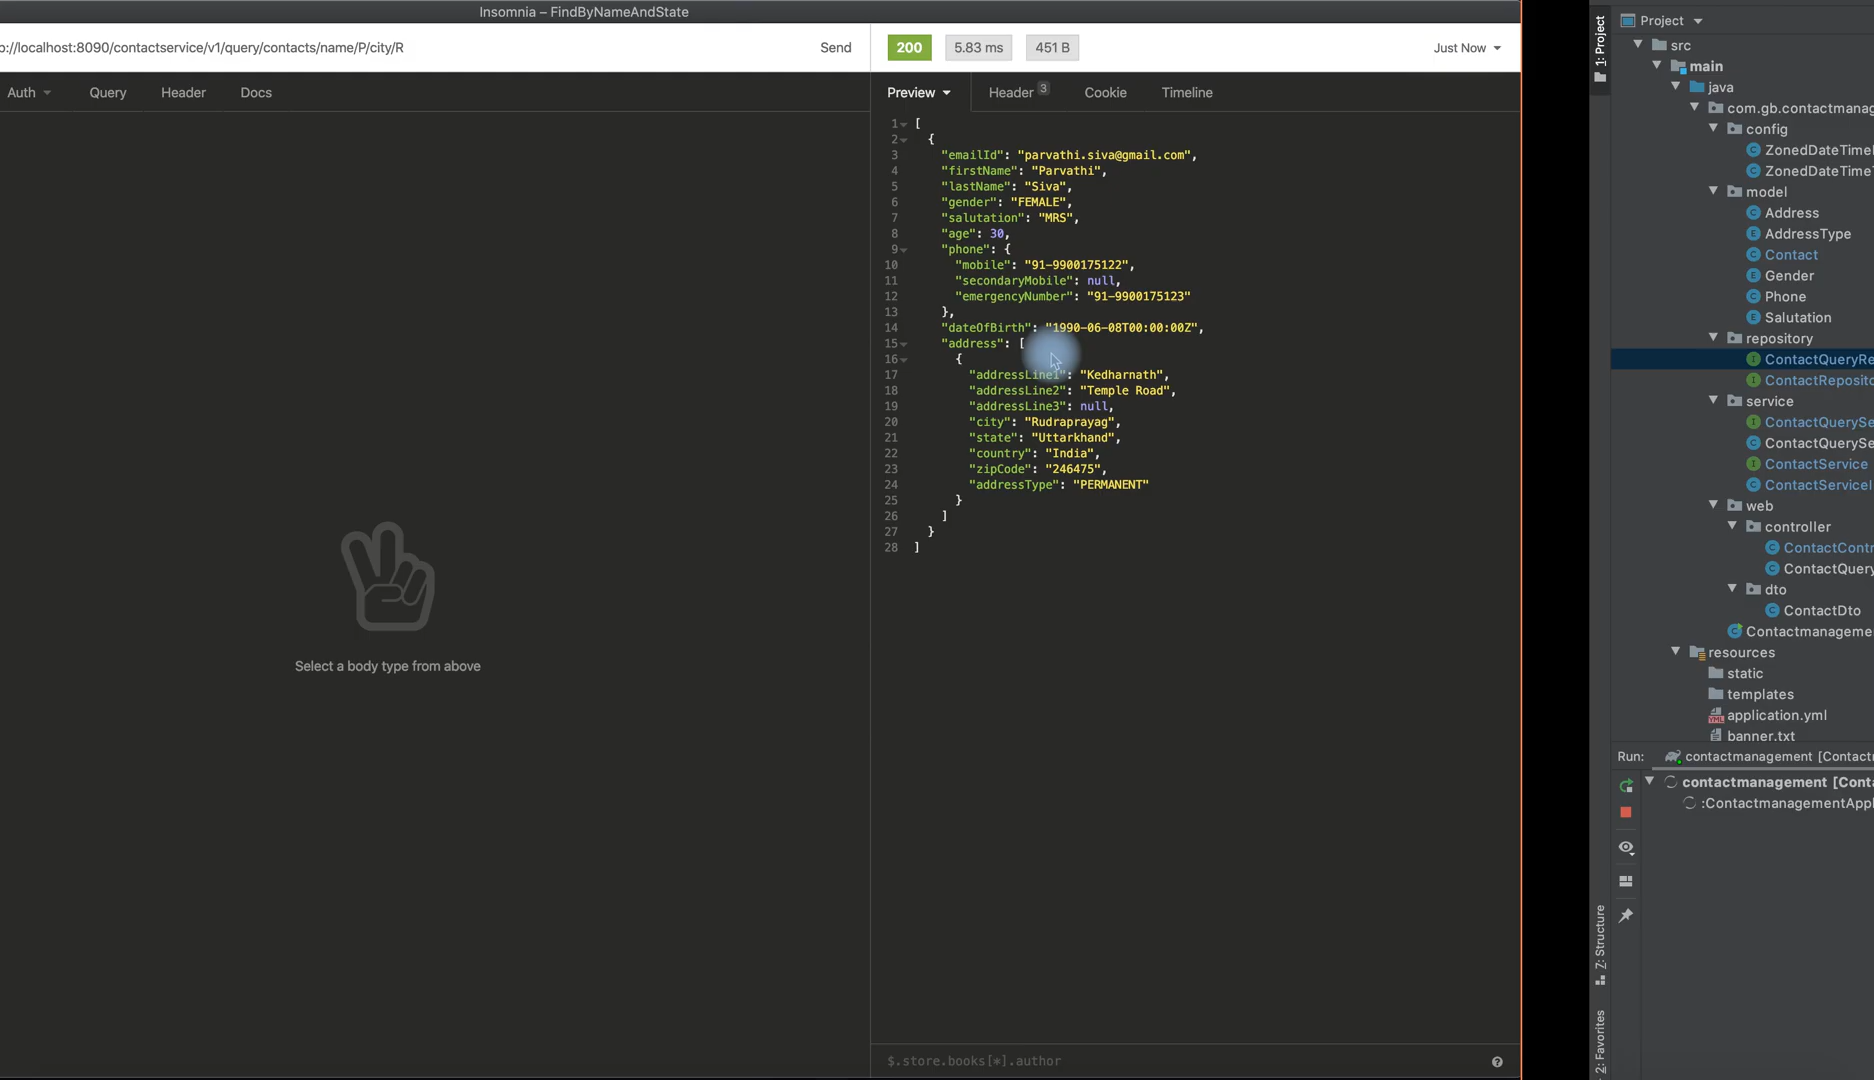 Insomnia – FindByNameAndState
o://localhost:8090/contactservice/v1/query/contacts/name/P/city/R
Send
200
5.83 ms
451 B
Just Now
Auth
Query
Header
Docs
Preview
Header 3
Cookie
Timeline
1 [
2 {
3 "emailId": "parvathi.siva@gmail.com",
4 "firstName": "Parvathi",
5 "lastName": "Siva",
6 "gender": "FEMALE",
7 "salutation": "MRS",
8 "age": 30,
9 "phone": {
10 "mobile": "91-9900175122",
11 "secondaryMobile": null,
12 "emergencyNumber": "91-9900175123"
13 },
14 "dateOfBirth": "1990-06-08T00:00:00Z",
15 "address": [
16 {
17 "addressLine1": "Kedharnath",
18 "addressLine2": "Temple Road",
19 "addressLine3": null,
20 "city": "Rudraprayag",
21 "state": "Uttarkhand",
22 "country": "India",
23 "zipCode": "246475",
24 "addressType": "PERMANENT"
25 }
26 ]
27 }
28 ]
Select a body type from above
$.store.books[*].author
1: Project
Project
src
main
java
com.gb.contactmanag
config
ZonedDateTime
ZonedDateTime
model
Address
AddressType
Contact
Gender
Phone
Salutation
repository
ContactQueryRe
ContactReposito
service
ContactQuerySe
ContactQuerySe
ContactService
ContactServiceI
web
controller
ContactContr
ContactQuery
dto
ContactDto
Contactmanageme
resources
static
templates
application.yml
banner.txt
Run:
contactmanagement [Contactm
contactmanagement [Conta
:ContactmanagementAppl
Z: Structure
2: Favorites